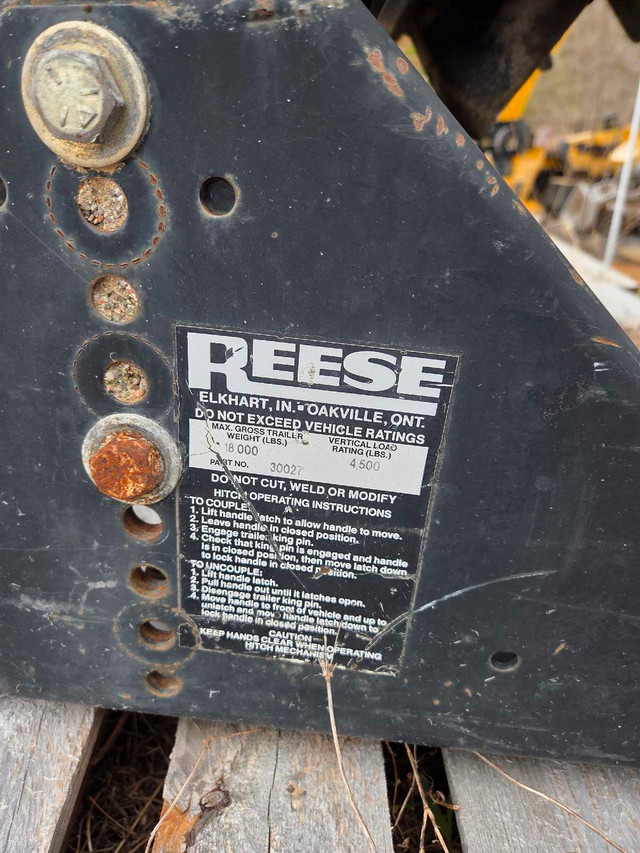 REESE
ELKHART, IN. • OAKVILLE, ONT.
DO NOT EXCEED VEHICLE RATINGS
MAX. GROSS TRAILER WEIGHT (LBS.)
VERTICAL LOAD RATING (LBS.)
18 000
4,500
PART NO. 30027
DO NOT CUT, WELD OR MODIFY
HITCH OPERATING INSTRUCTIONS
TO COUPLE:
1. Lift handle latch to allow handle to move.
2. Leave handle in closed position.
3. Engage trailer king pin.
4. Check that king pin is engaged and handle
is in closed position, then move latch down
to lock handle in closed position.
TO UNCOUPLE:
1. Lift handle latch.
2. Pull handle out until it latches open.
3. Disengage trailer king pin.
4. Move handle to front of vehicle and up to
unlatch and move handle latch down to
lock handle in closed position.
CAUTION
KEEP HANDS CLEAR WHEN OPERATING
HITCH MECHANISM